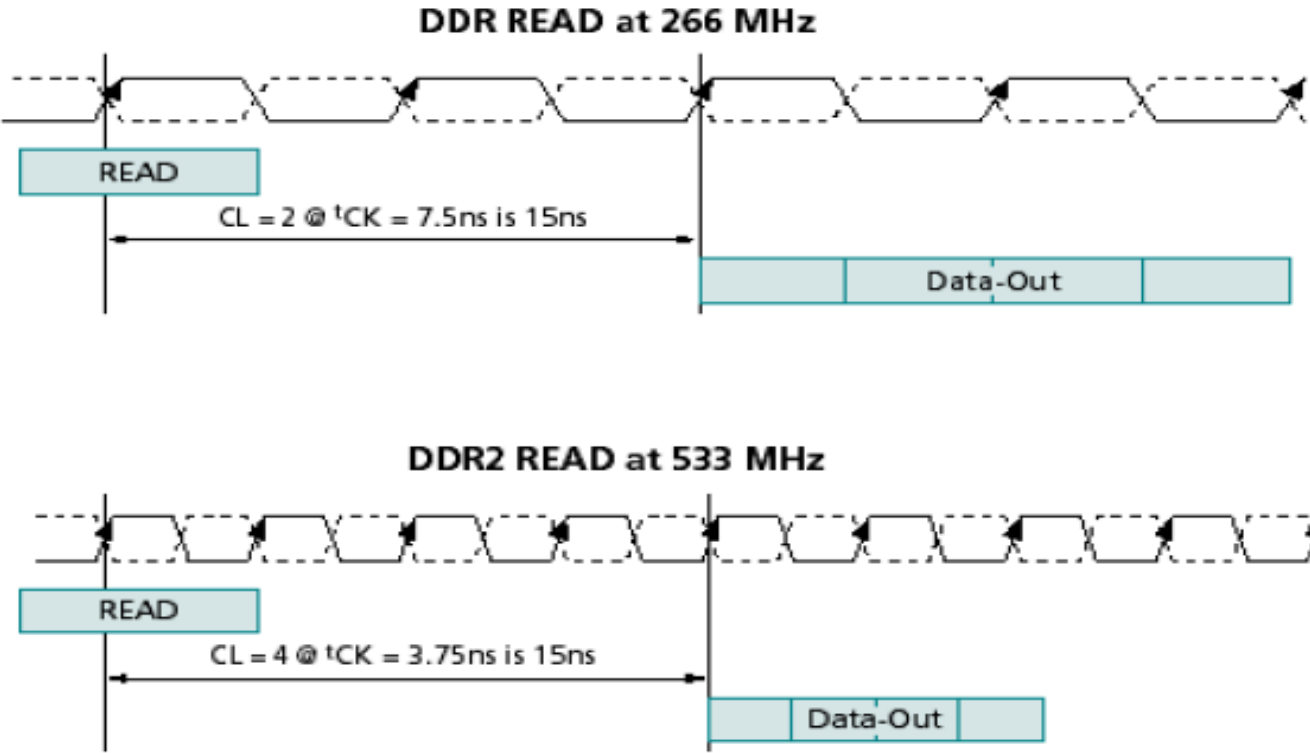 DDR READ at 266 MHz
READ
CL = 2 @ ᵗCK = 7.5ns is 15ns
Data-Out
DDR2 READ at 533 MHz
READ
CL = 4 @ ᵗCK = 3.75ns is 15ns
Data-Out